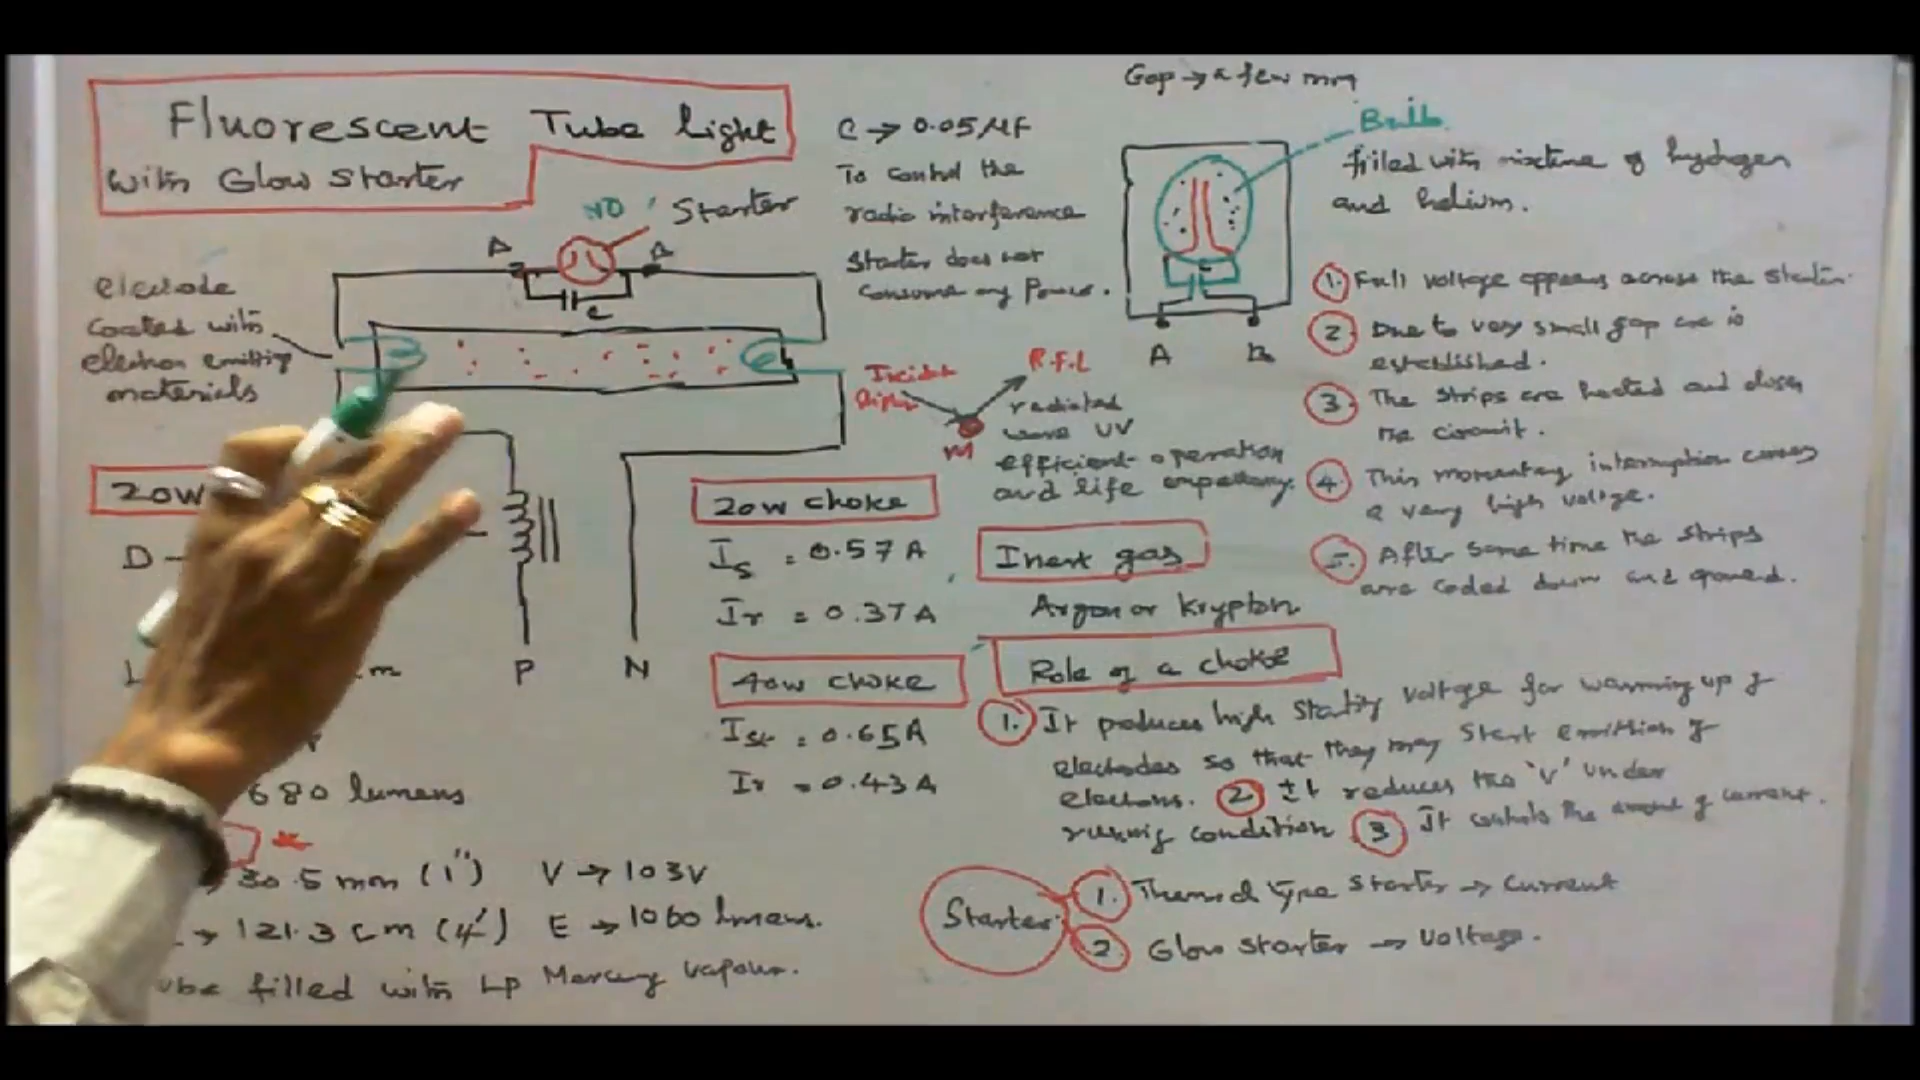 Fluorescent Tube light
with Glow starter
NO
Starter
A
A
C
electrode
coated with
electron emitting
materials
C → 0.05 µF
To control the
radio interference
Starter does not
consume any Power.
Gap → a few mm
Bulb
filled with mixture of hydrogen
and helium.
A
B
1. Full voltage appears across the starter.
2. Due to very small gap arc is
established.
3. The strips are heated and closes
the circuit.
4. This momentary interruption causes
a very high voltage.
5. After some time the strips
are cooled down and opened.
Incident
light
R.F.L
M
radiated
wave UV
efficient operation
and life expectancy.
20W
D
P
N
cm
680 lumens
30.5 mm (1") V → 103V
→ 121.3 cm (4') E → 1060 lmens.
ube filled with LP Mercury vapour.
20W choke
Is = 0.57 A
Ir = 0.37 A
40W choke
Ist = 0.65 A
Ir = 0.43 A
Inert gas
Argon or Krypton
Role of a choke
1. It produces high starting voltage for warming up of
electrodes so that they may start emission of
electrons. 2. It reduces the 'V' under
running condition 3 It controls the amount of current.
Starter
1. Thermal type starter → Current
2. Glow starter → Voltage.